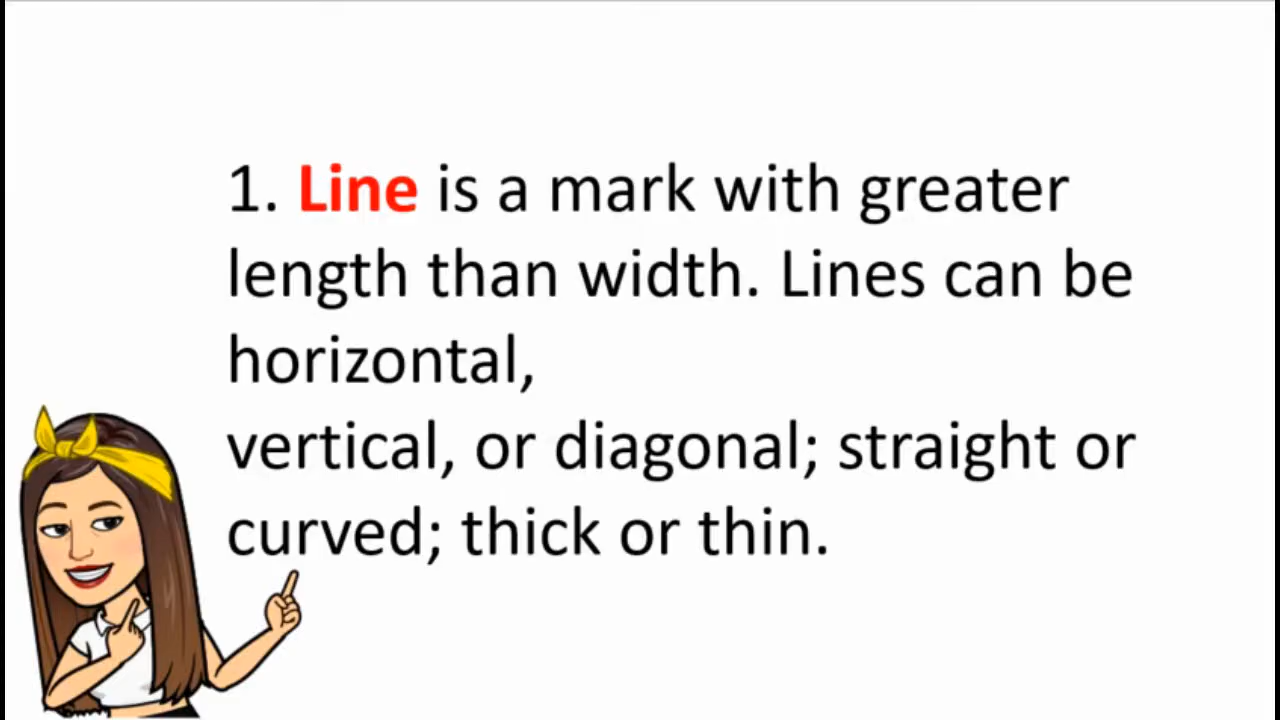 1. Line is a mark with greater
length than width. Lines can be
horizontal,
vertical, or diagonal; straight or
curved; thick or thin.